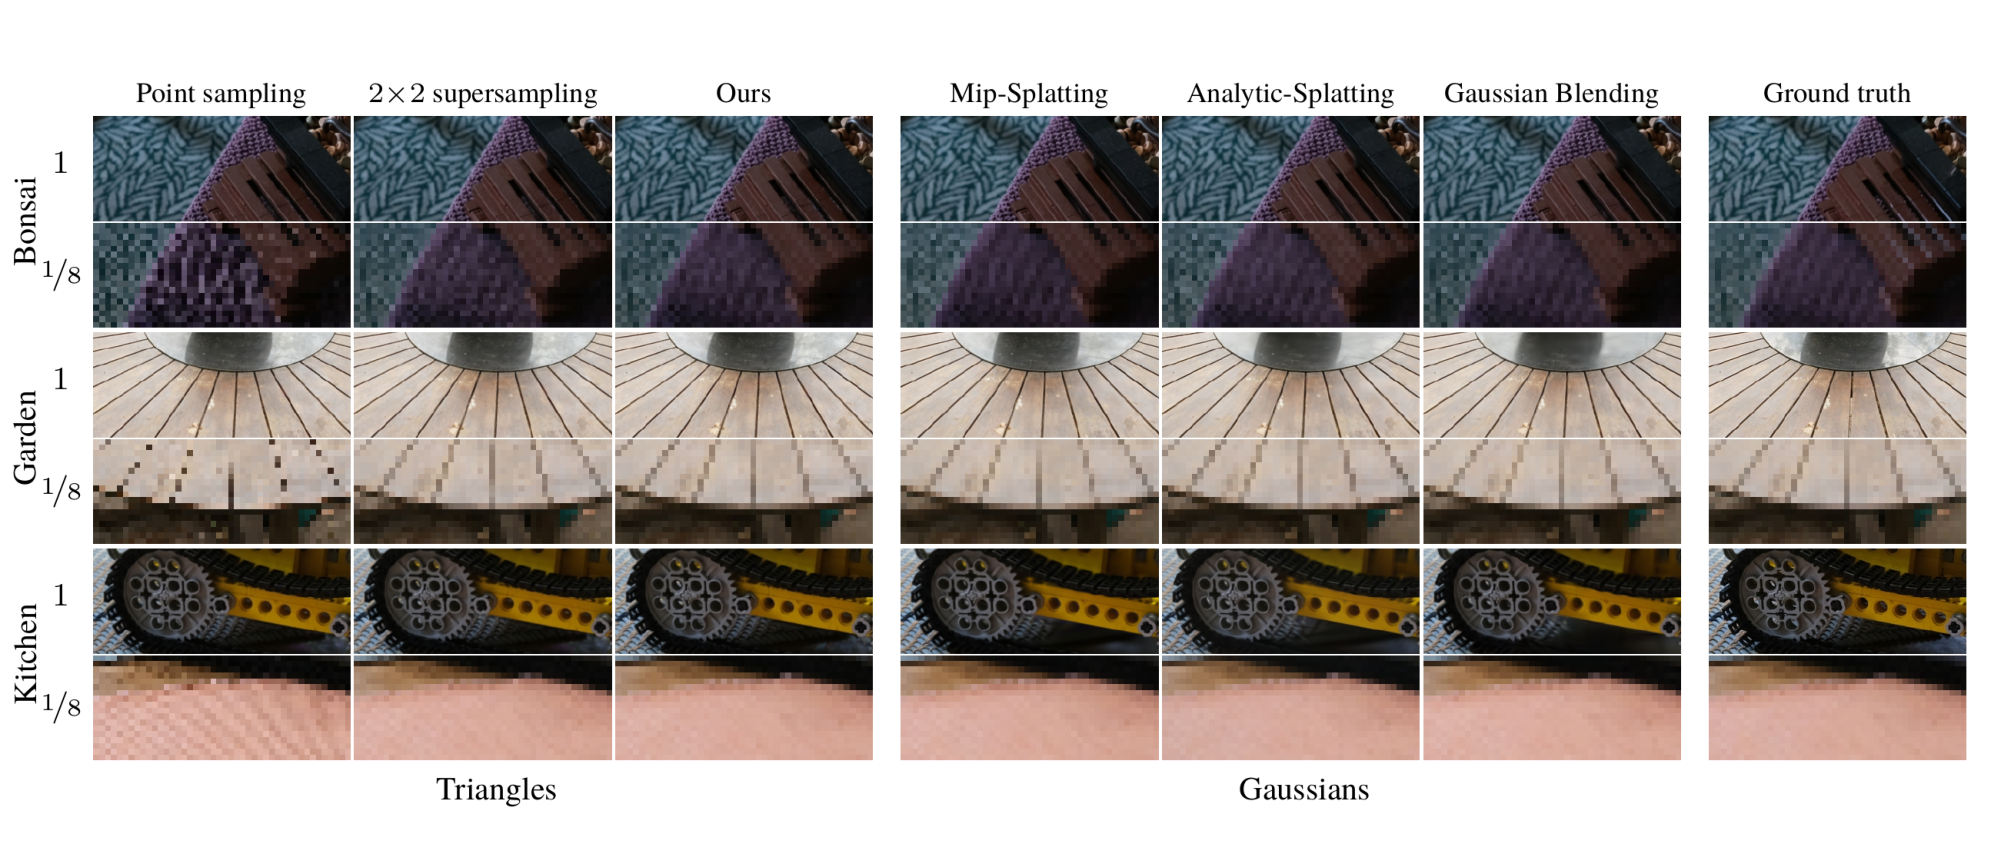 Point sampling
2×2 supersampling
Ours
Mip-Splatting
Analytic-Splatting
Gaussian Blending
Ground truth
Bonsai
1
1/8
Garden
1
1/8
Kitchen
1
1/8
Triangles
Gaussians